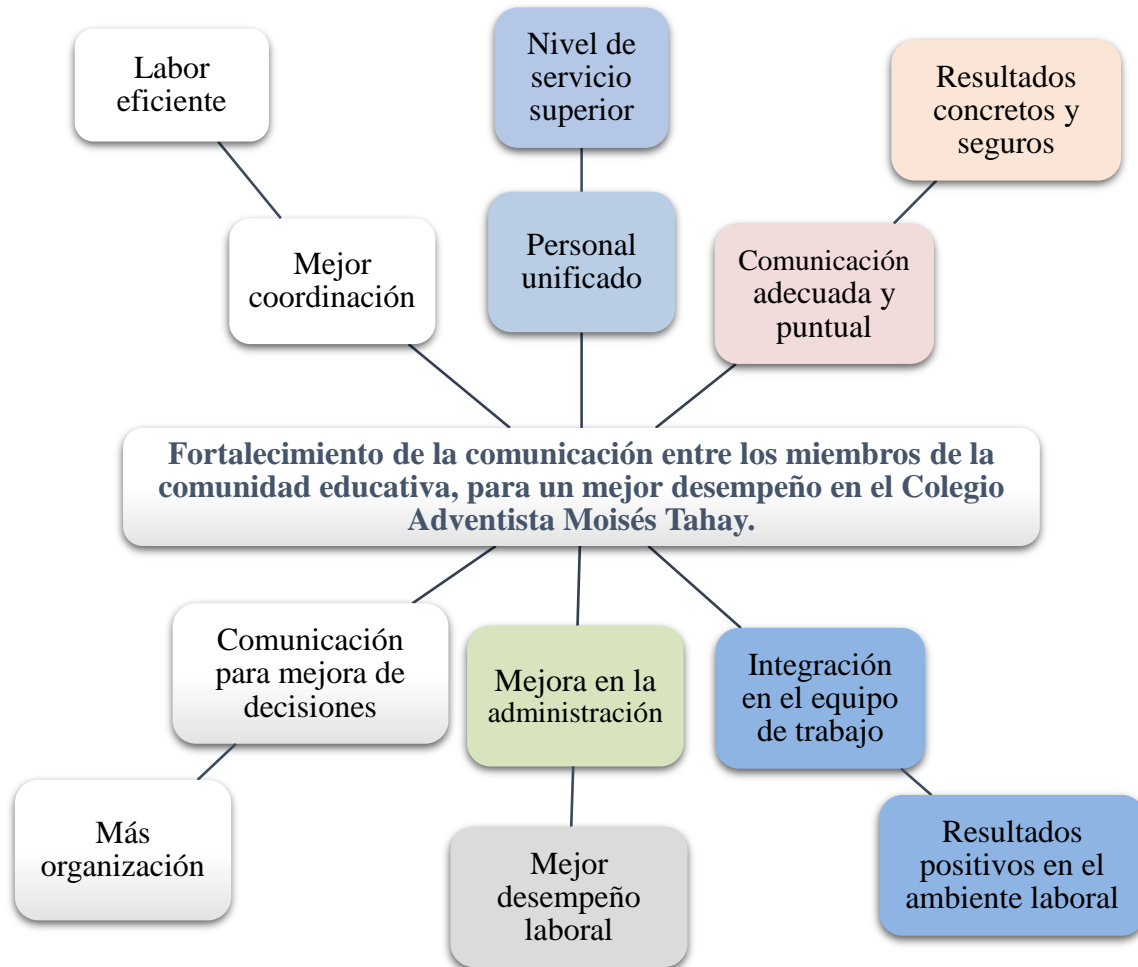 Labor
eficiente
Nivel de
servicio
superior
Resultados
concretos y
seguros
Mejor
coordinación
Personal
unificado
Comunicación
adecuada y
puntual
Fortalecimiento de la comunicación entre los miembros de la
comunidad educativa, para un mejor desempeño en el Colegio
Adventista Moisés Tahay.
Comunicación
para mejora de
decisiones
Mejora en la
administración
Integración
en el equipo
de trabajo
Más
organización
Mejor
desempeño
laboral
Resultados
positivos en el
ambiente laboral